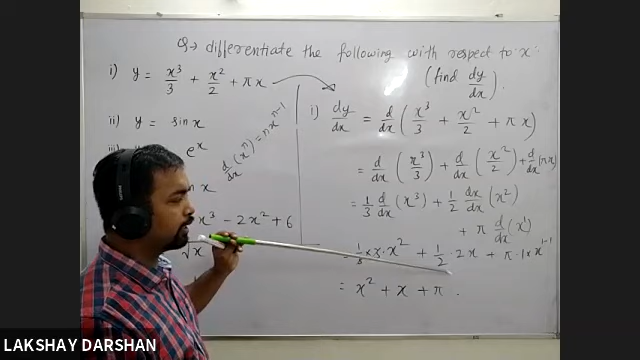 Q→ differentiate the following with respect to x.
(find dy/dx).
i) y = x³/3 + x²/2 + πx
ii) y = sin x
eˣ
x
x³ - 2x² + 6
√x
d/dx (xⁿ) = n xⁿ⁻¹
i) dy/dx = d/dx (x³/3 + x²/2 + πx)
= d/dx (x³/3) + d/dx (x²/2) + d/dx (πx)
= 1/3 d/dx (x³) + 1/2 dx/dx (x²)
+ π d/dx (x¹)
= 1/3 × 3·x² + 1/2 · 2x + π·1×x¹⁻¹
= x² + x + π.
LAKSHAY DARSHAN